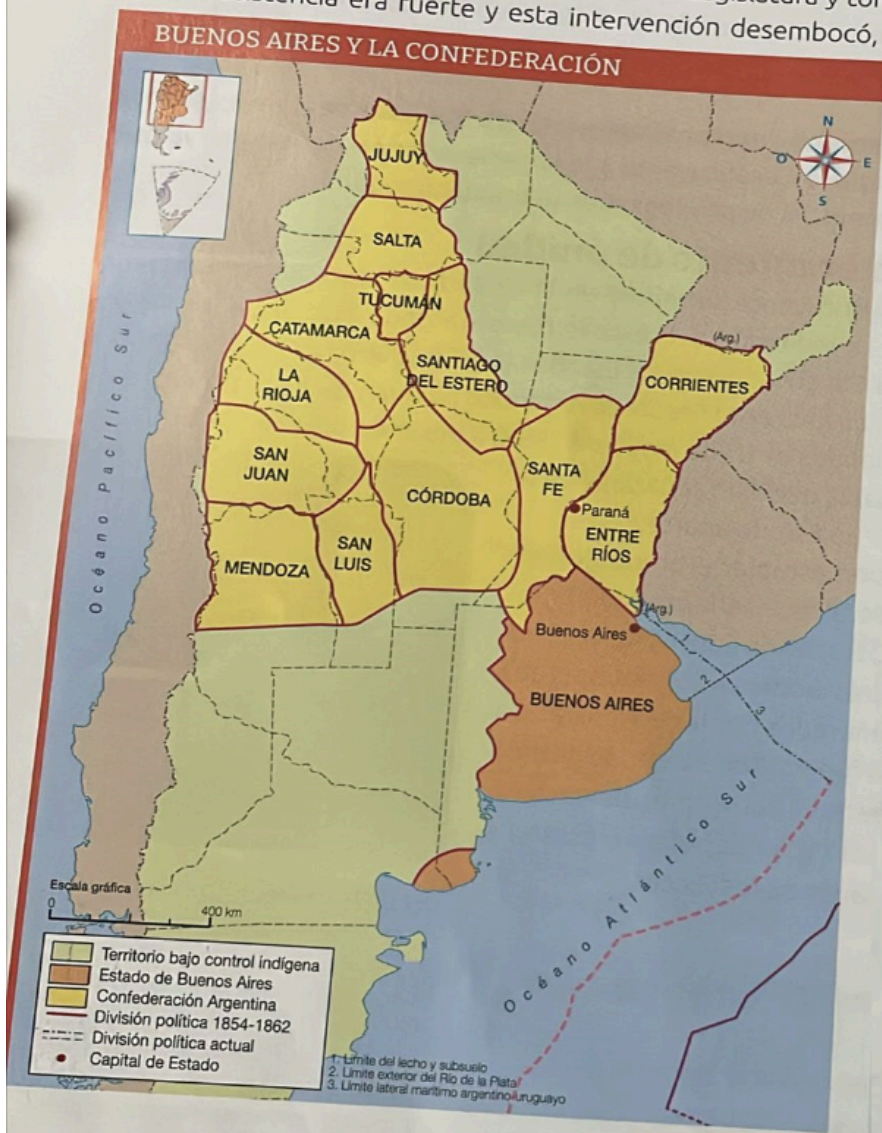 esta intervención desembocó,
BUENOS AIRES Y LA CONFEDERACIÓN
N
O
E
S
JUJUY
SALTA
TUCUMÁN
CATAMARCA
SANTIAGO
DEL ESTERO
LA
RIOJA
(Arg.)
CORRIENTES
SAN
JUAN
SANTA
FE
CÓRDOBA
Paraná
ENTRE
RÍOS
MENDOZA
SAN
LUIS
(Arg.)
Buenos Aires
1
2
3
BUENOS AIRES
Océano Pacífico Sur
Océano Atlántico Sur
Escala gráfica
0
400 km
Territorio bajo control indígena
Estado de Buenos Aires
Confederación Argentina
División política 1854-1862
División política actual
Capital de Estado
1. Límite del lecho y subsuelo
2. Límite exterior del Río de la Plata
3. Límite lateral marítimo argentino-uruguayo